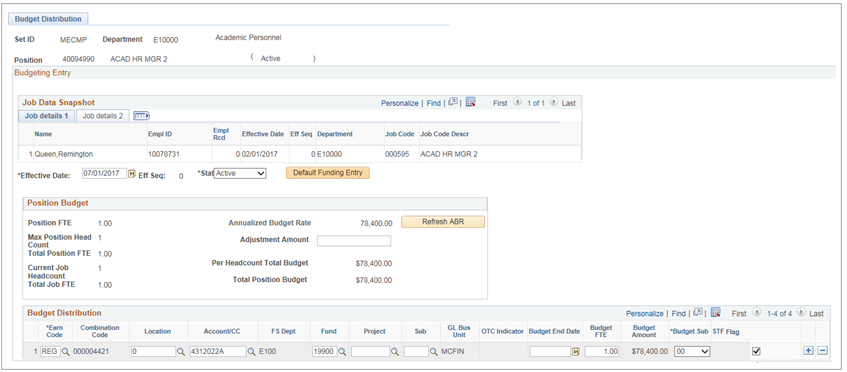 Budget Distribution
Set ID MECMP Department E10000 Academic Personnel
Position 40094990 ACAD HR MGR 2 ( Active )
Budgeting Entry
Job Data Snapshot Personalize | Find | | First 1 of 1 Last
Job details 1 Job details 2
Name Empl ID Empl Rcd Effective Date Eff Seq Department Job Code Job Code Descr
1 Queen,Remington 10078731 0 02/01/2017 0 E10000 000595 ACAD HR MGR 2
*Effective Date: 07/01/2017 Eff Seq: 0 *Stat Active Default Funding Entry
Position Budget
Position FTE 1.00 Annualized Budget Rate 78,400.00 Refresh ABR
Max Position Head Count 1 Adjustment Amount
Total Position FTE 1.00 Per Headcount Total Budget $78,400.00
Current Job Headcount 1 Total Position Budget $78,400.00
Total Job FTE 1.00
Budget Distribution Personalize | Find | | First 1-4 of 4 Last
*Earn Code Combination Code Location Account/CC FS Dept Fund Project Sub GL Bus Unit OTC Indicator Budget End Date Budget FTE Budget Amount *Budget Sub STF Flag
1 REG 000004421 0 4312022A E100 19900 MCFIN 1.00 $78,400.00 00